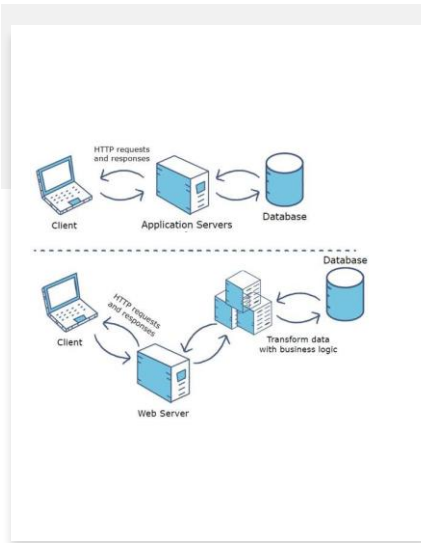 HTTP requests
and responses
Client
Application Servers
Database
Database
HTTP requests
and responses
Client
Transform data
with business logic
Web Server